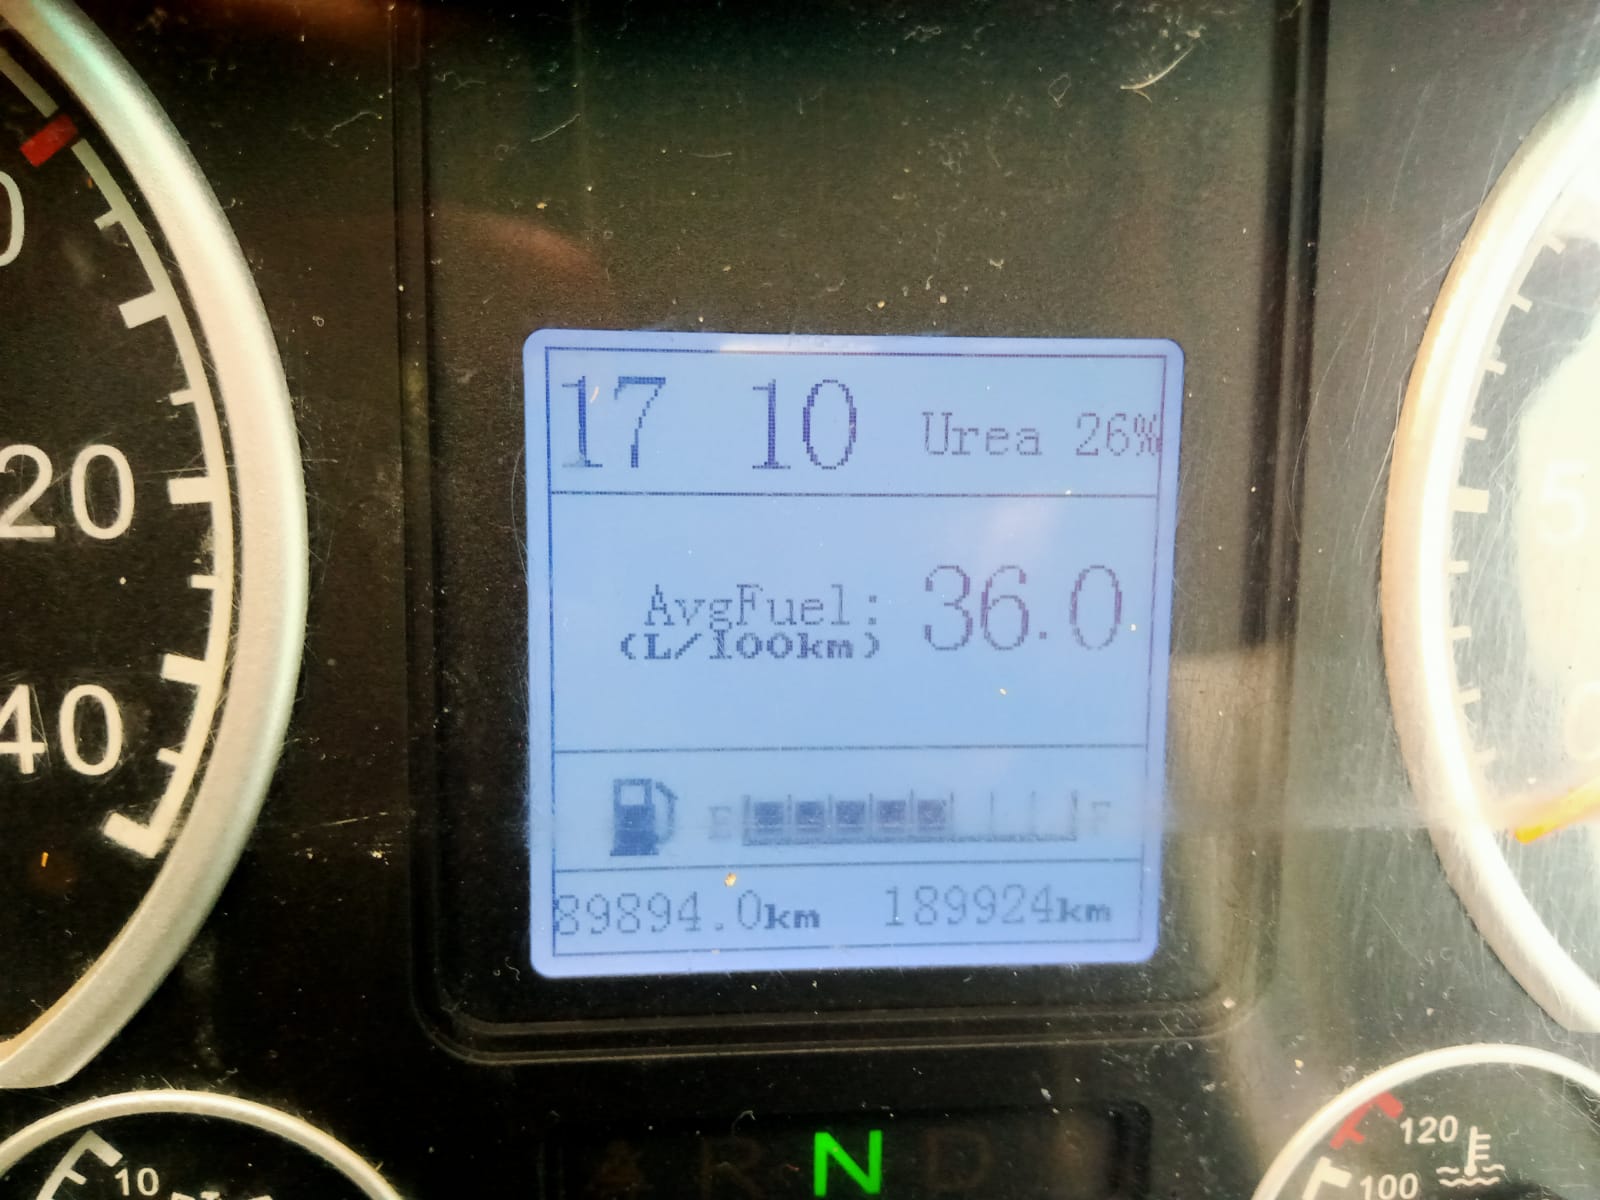 17 10 Urea 26%
AvgFuel: 36.0
(L/100km)
E F
89894.0km 189924km
20
40
N
R D
10
120
100